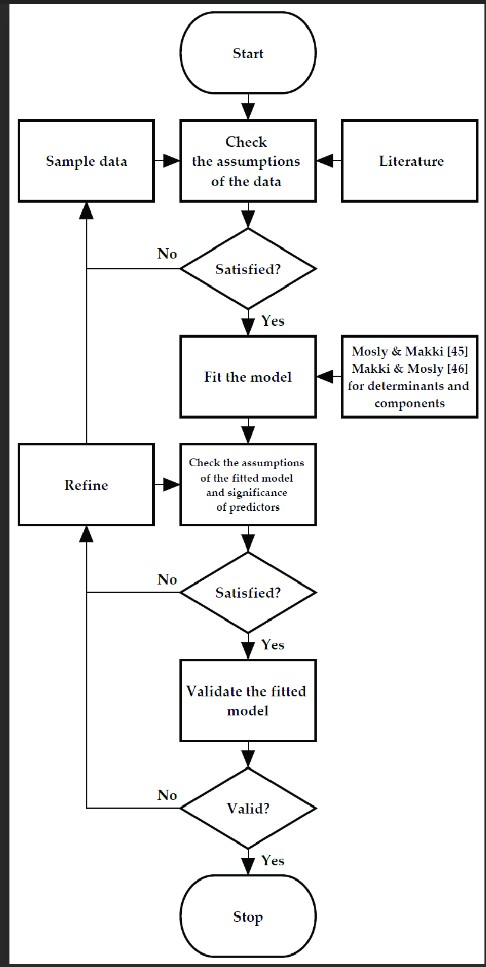 Start
Sample data
Check
the assumptions
of the data
Literature
No
Satisfied?
Yes
Fit the model
Mosly & Makki [45]
Makki & Mosly [46]
for determinants and
components
Refine
Check the assumptions
of the fitted model
and significance
of predictors
No
Satisfied?
Yes
Validate the fitted
model
No
Valid?
Yes
Stop